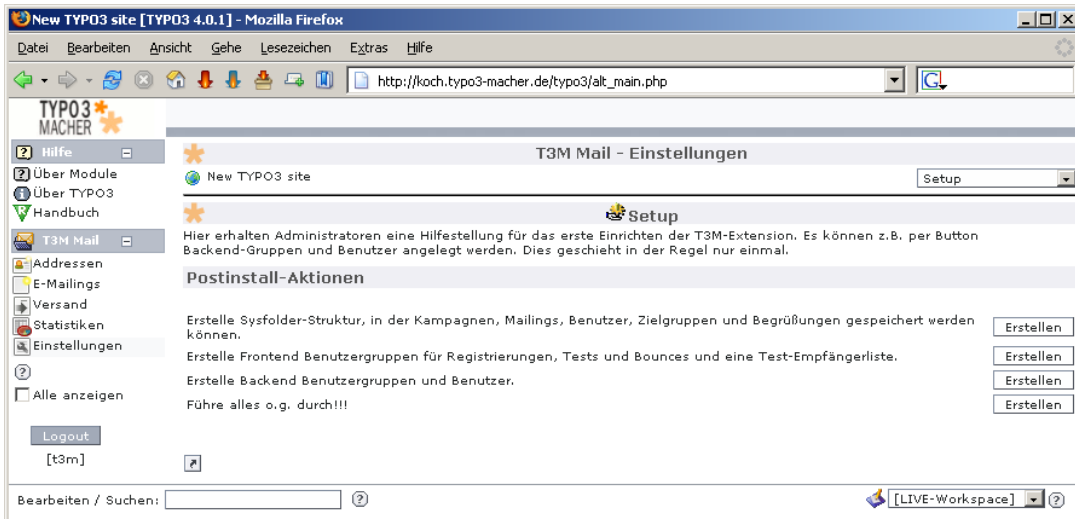 New TYPO3 site [TYPO3 4.0.1] - Mozilla Firefox
Datei Bearbeiten Ansicht Gehe Lesezeichen Extras Hilfe
http://koch.typo3-macher.de/typo3/alt_main.php
G
TYPO3
MACHER
Hilfe
Über Module
Über TYPO3
Handbuch
T3M Mail
Addressen
E-Mailings
Versand
Statistiken
Einstellungen
Alle anzeigen
Logout
[t3m]
T3M Mail - Einstellungen
New TYPO3 site
Setup
Setup
Hier erhalten Administratoren eine Hilfestellung für das erste Einrichten der T3M-Extension. Es können z.B. per Button
Backend-Gruppen und Benutzer angelegt werden. Dies geschieht in der Regel nur einmal.
Postinstall-Aktionen
Erstelle Sysfolder-Struktur, in der Kampagnen, Mailings, Benutzer, Zielgruppen und Begrüßungen gespeichert werden
können.
Erstellen
Erstelle Frontend Benutzergruppen für Registrierungen, Tests und Bounces und eine Test-Empfängerliste.
Erstellen
Erstelle Backend Benutzergruppen und Benutzer.
Erstellen
Führe alles o.g. durch!!!
Erstellen
Bearbeiten / Suchen:
[LIVE-Workspace]